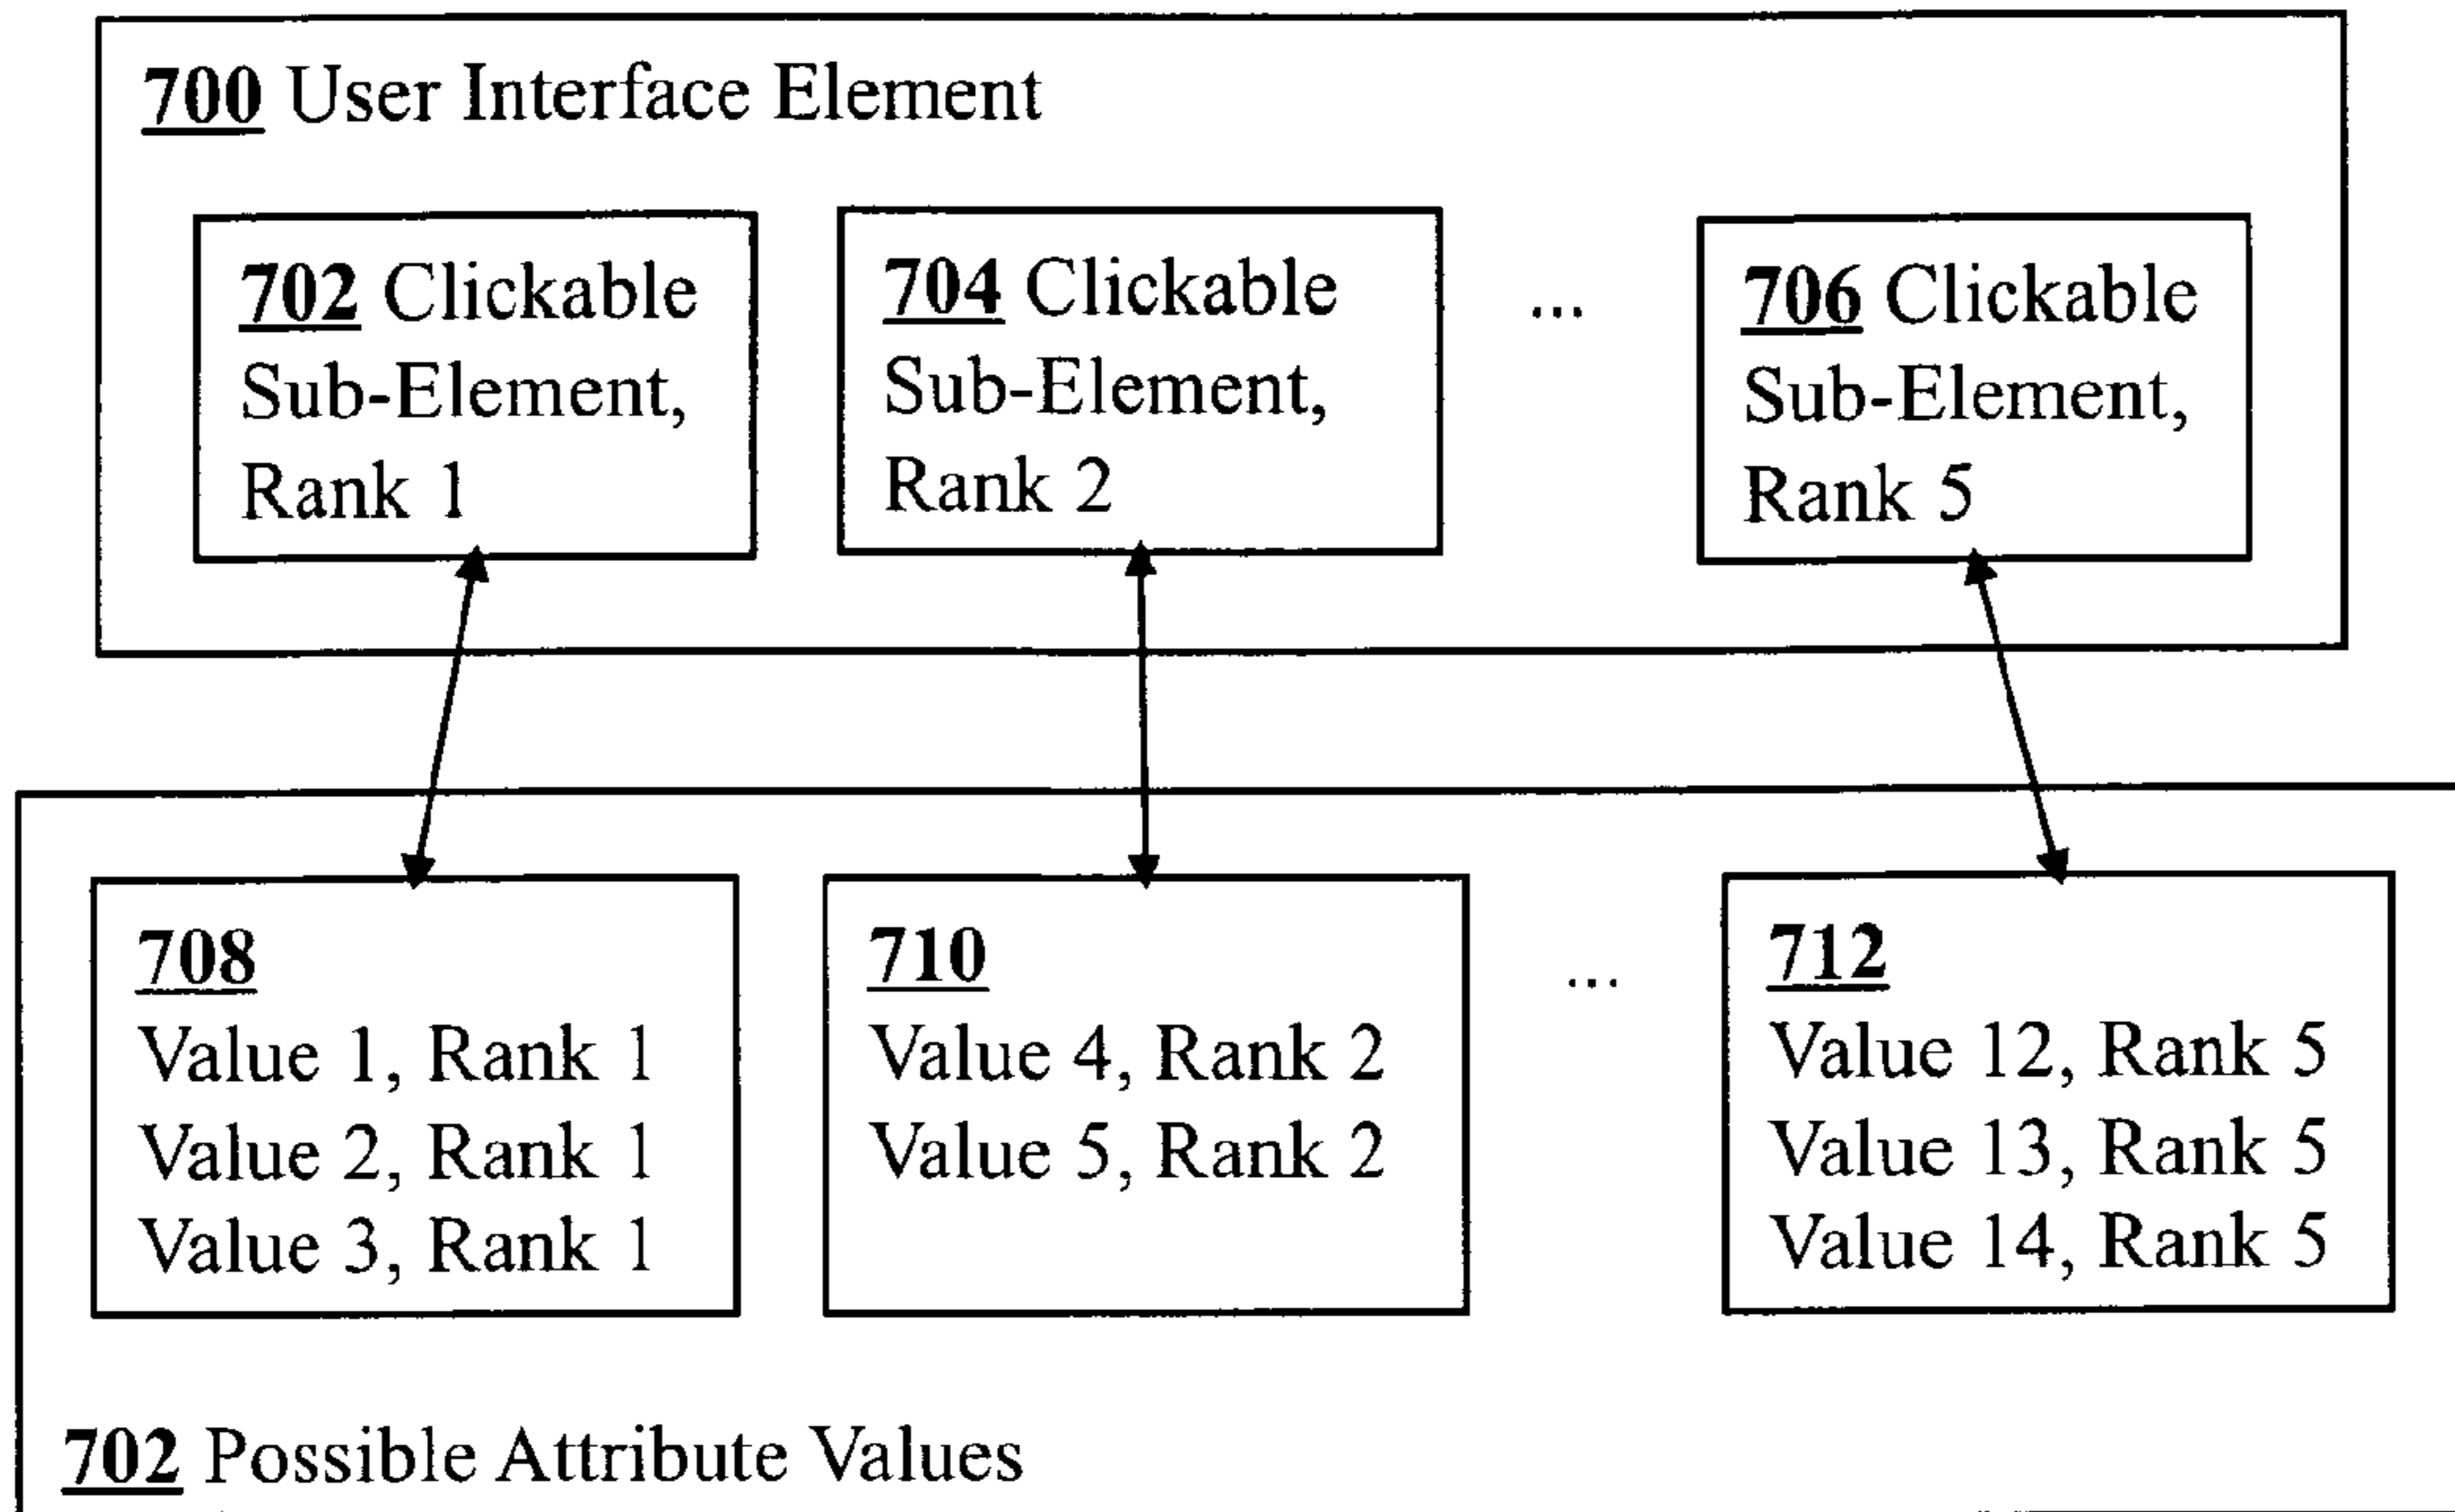 700 User Interface Element
702 Clickable
Sub-Element,
Rank 1
704 Clickable
Sub-Element,
Rank 2
...
706 Clickable
Sub-Element,
Rank 5
708
Value 1, Rank 1
Value 2, Rank 1
Value 3, Rank 1
710
Value 4, Rank 2
Value 5, Rank 2
...
712
Value 12, Rank 5
Value 13, Rank 5
Value 14, Rank 5
702 Possible Attribute Values